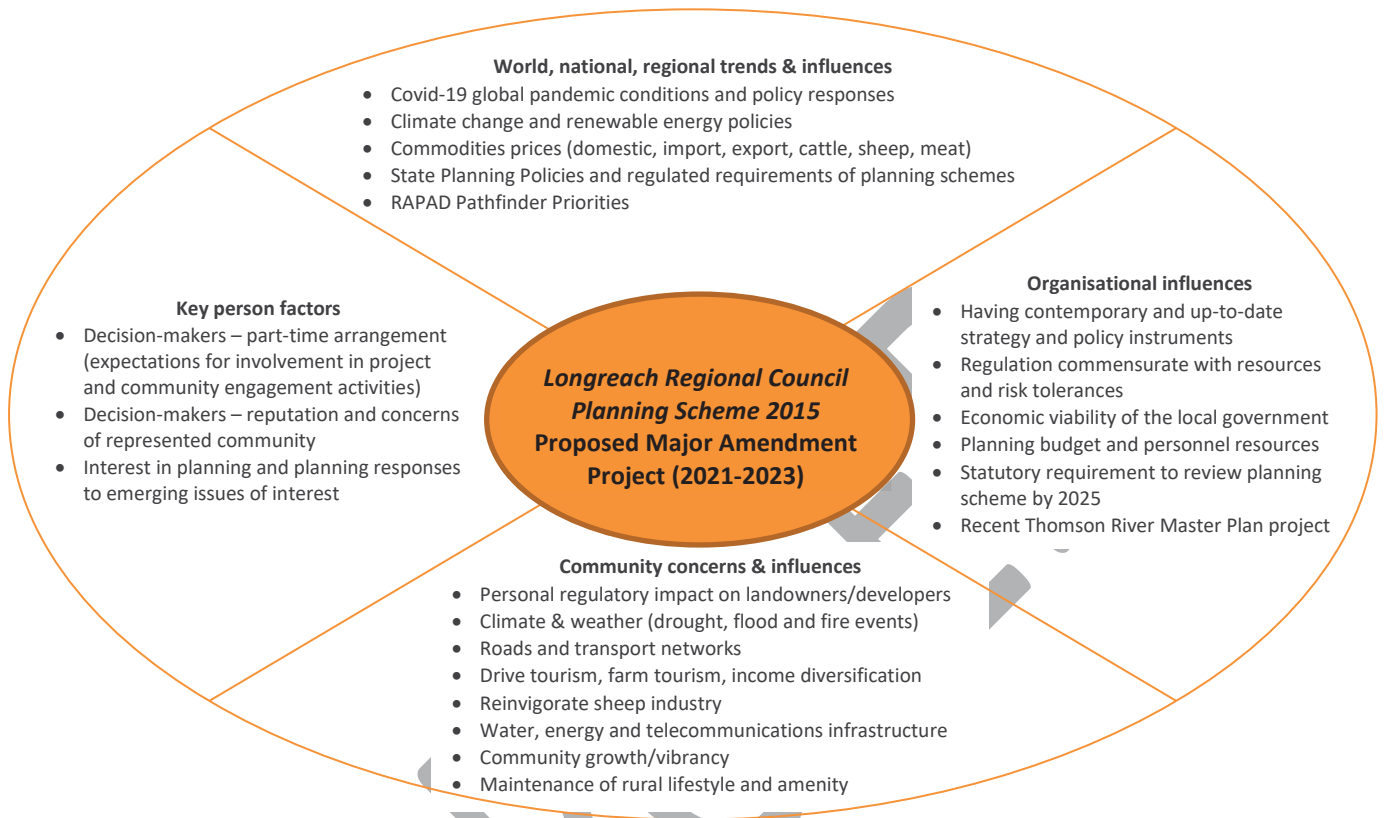 World, national, regional trends & influences
• Covid-19 global pandemic conditions and policy responses
• Climate change and renewable energy policies
• Commodities prices (domestic, import, export, cattle, sheep, meat)
• State Planning Policies and regulated requirements of planning schemes
• RAPAD Pathfinder Priorities
Key person factors
• Decision-makers – part-time arrangement
(expectations for involvement in project
and community engagement activities)
• Decision-makers – reputation and concerns
of represented community
• Interest in planning and planning responses
to emerging issues of interest
Longreach Regional Council
Planning Scheme 2015
Proposed Major Amendment
Project (2021-2023)
Organisational influences
• Having contemporary and up-to-date
strategy and policy instruments
• Regulation commensurate with resources
and risk tolerances
• Economic viability of the local government
• Planning budget and personnel resources
• Statutory requirement to review planning
scheme by 2025
• Recent Thomson River Master Plan project
Community concerns & influences
• Personal regulatory impact on landowners/developers
• Climate & weather (drought, flood and fire events)
• Roads and transport networks
• Drive tourism, farm tourism, income diversification
• Reinvigorate sheep industry
• Water, energy and telecommunications infrastructure
• Community growth/vibrancy
• Maintenance of rural lifestyle and amenity